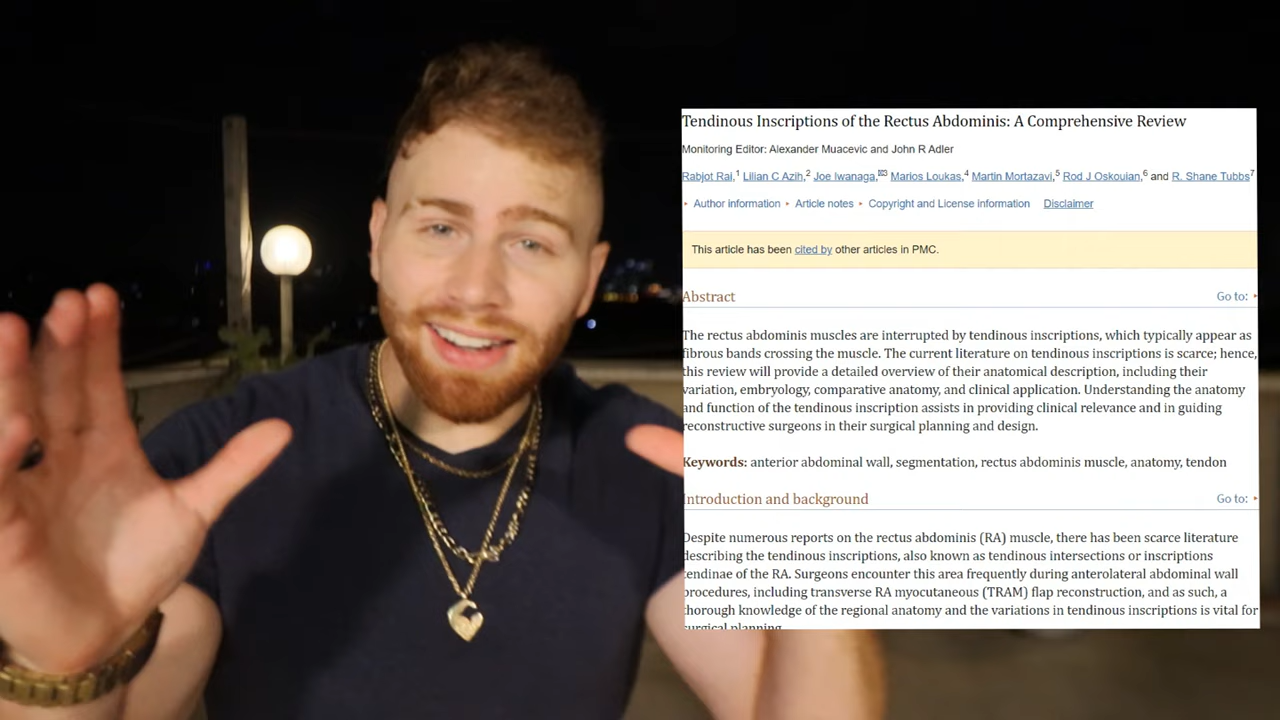 Tendinous Inscriptions of the Rectus Abdominis: A Comprehensive Review
Monitoring Editor: Alexander Muacevic and John R Adler
Rabjot Rai,1 Lilian C Azih,2 Joe Iwanaga,✉3 Marios Loukas,4 Martin Mortazavi,5 Rod J Oskouian,6 and R. Shane Tubbs7
▸ Author information ▸ Article notes ▸ Copyright and License information Disclaimer
This article has been cited by other articles in PMC.
Abstract Go to: ▸
The rectus abdominis muscles are interrupted by tendinous inscriptions, which typically appear as
fibrous bands crossing the muscle. The current literature on tendinous inscriptions is scarce; hence,
this review will provide a detailed overview of their anatomical description, including their
variation, embryology, comparative anatomy, and clinical application. Understanding the anatomy
and function of the tendinous inscription assists in providing clinical relevance and in guiding
reconstructive surgeons in their surgical planning and design.
Keywords: anterior abdominal wall, segmentation, rectus abdominis muscle, anatomy, tendon
Introduction and background Go to: ▸
Despite numerous reports on the rectus abdominis (RA) muscle, there has been scarce literature
describing the tendinous inscriptions, also known as tendinous intersections or inscriptions
tendinae of the RA. Surgeons encounter this area frequently during anterolateral abdominal wall
procedures, including transverse RA myocutaneous (TRAM) flap reconstruction, and as such, a
thorough knowledge of the regional anatomy and the variations in tendinous inscriptions is vital for
surgical planning